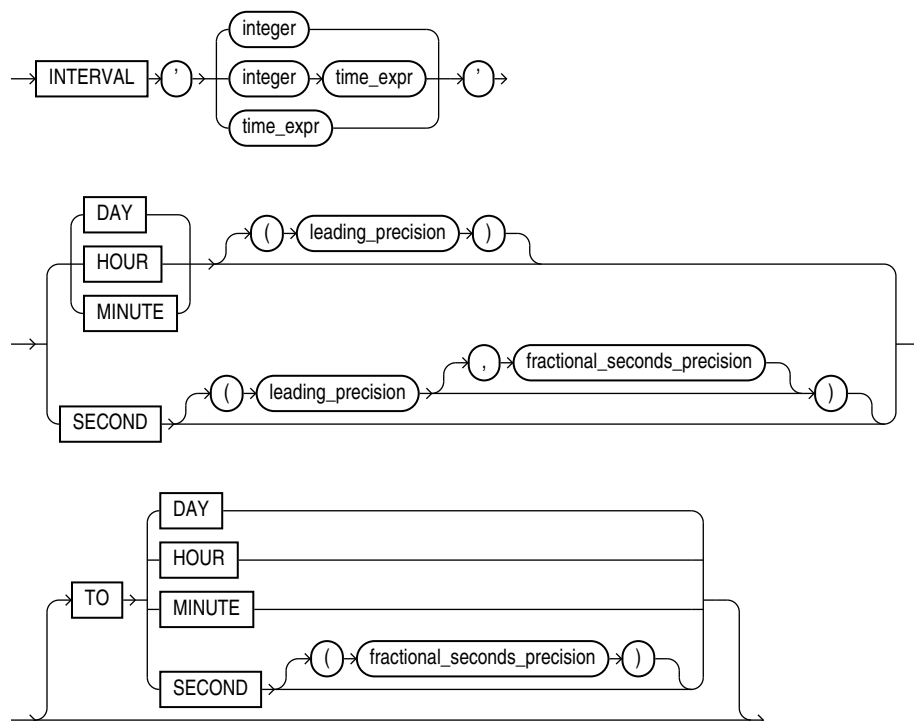 integer
INTERVAL ' integer time_expr '
time_expr
DAY
( leading_precision )
HOUR
MINUTE
, fractional_seconds_precision
( leading_precision )
SECOND
DAY
HOUR
TO MINUTE
( fractional_seconds_precision )
SECOND